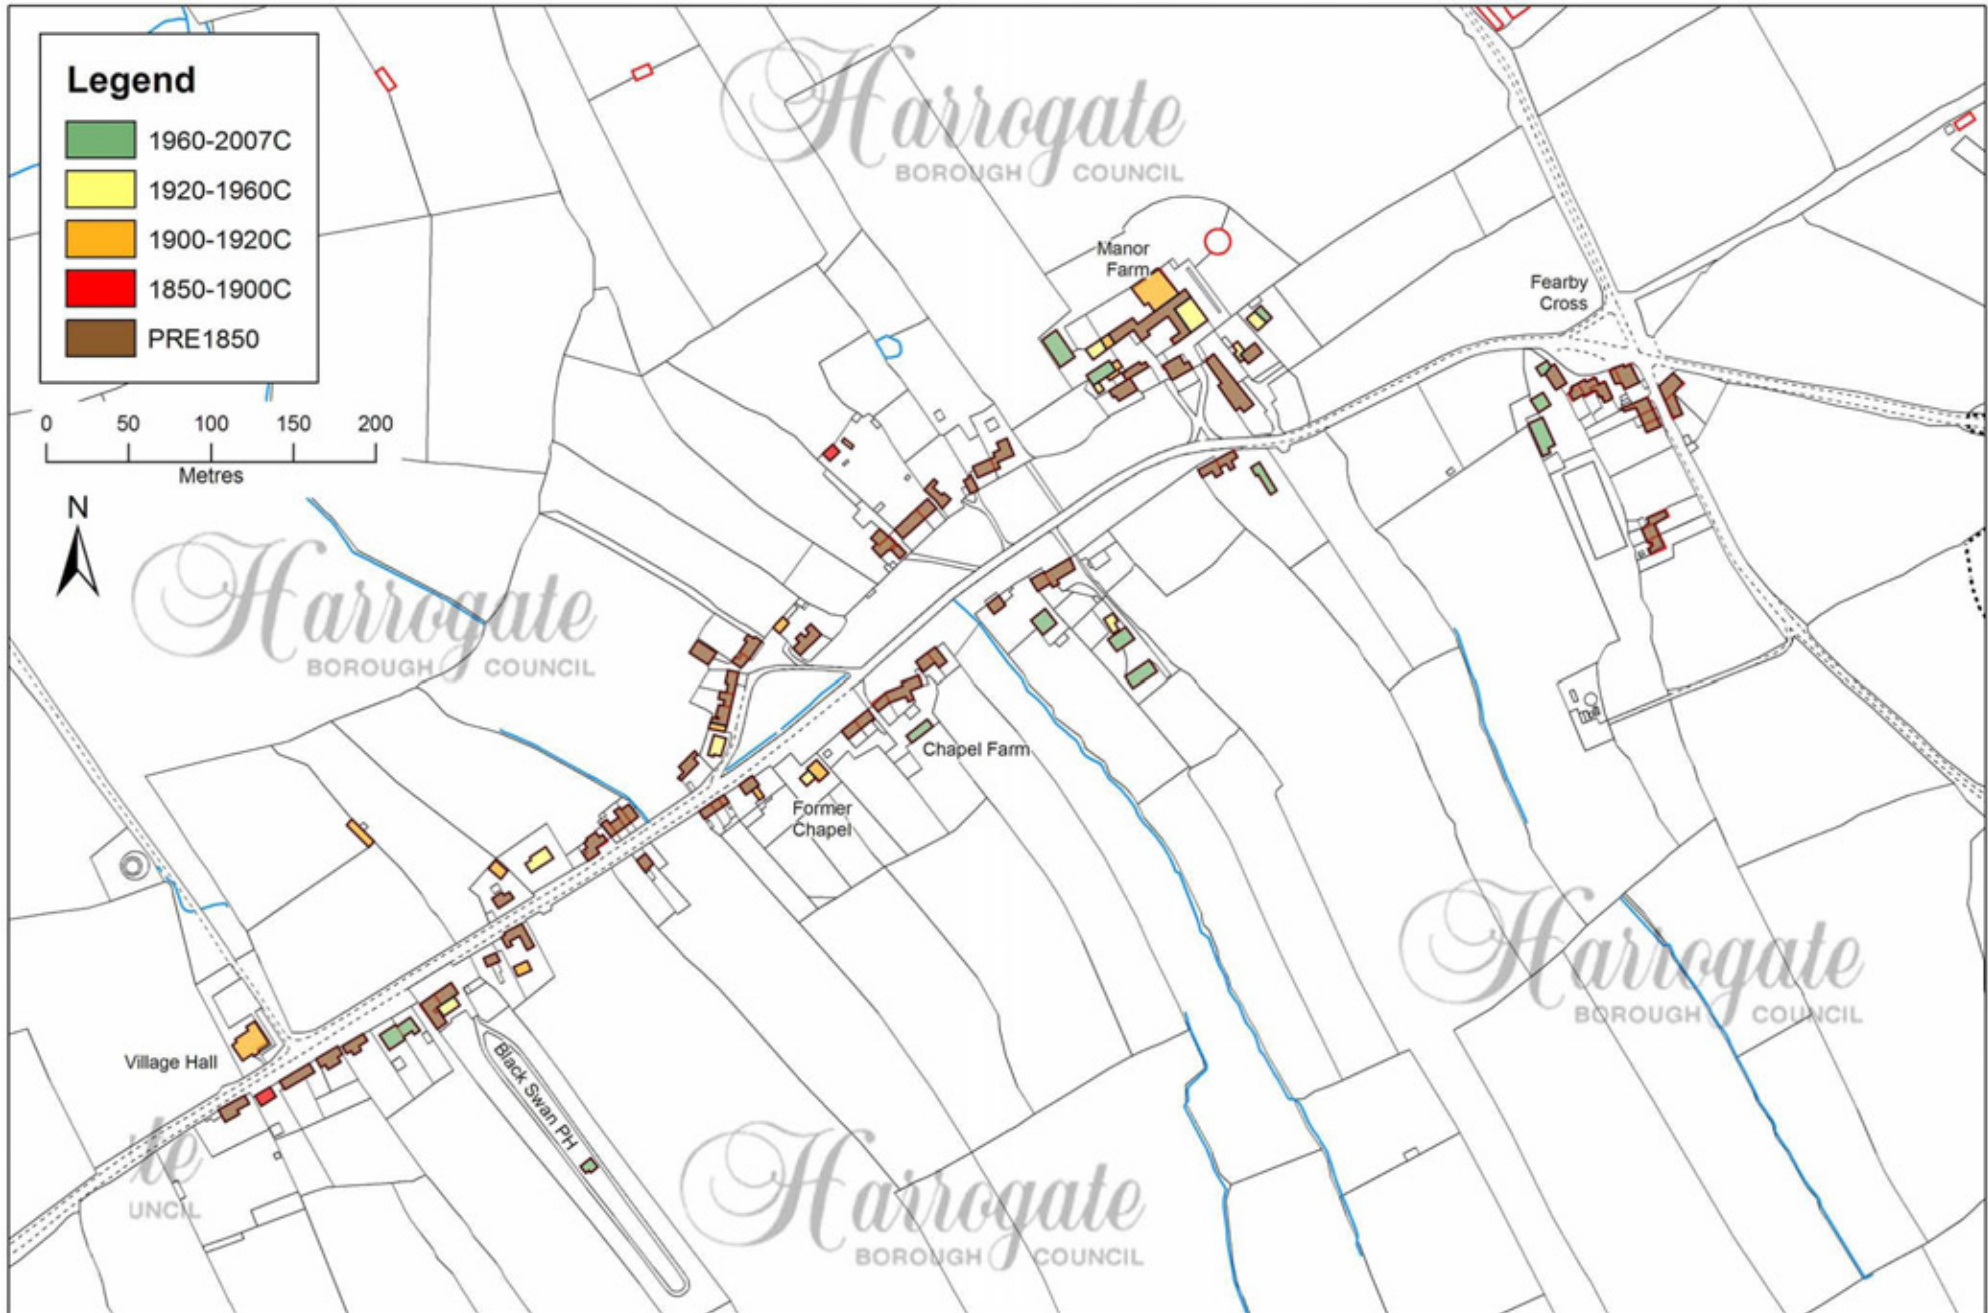 Legend
1960-2007C
1920-1960C
1900-1920C
1850-1900C
PRE1850
0 50 100 150 200
Metres
N
Harrogate
BOROUGH COUNCIL
Manor
Farm
Fearby
Cross
Harrogate
BOROUGH COUNCIL
Chapel Farm
Former
Chapel
Harrogate
BOROUGH COUNCIL
Village Hall
Black Swan PH
te
UNCIL
Harrogate
BOROUGH COUNCIL